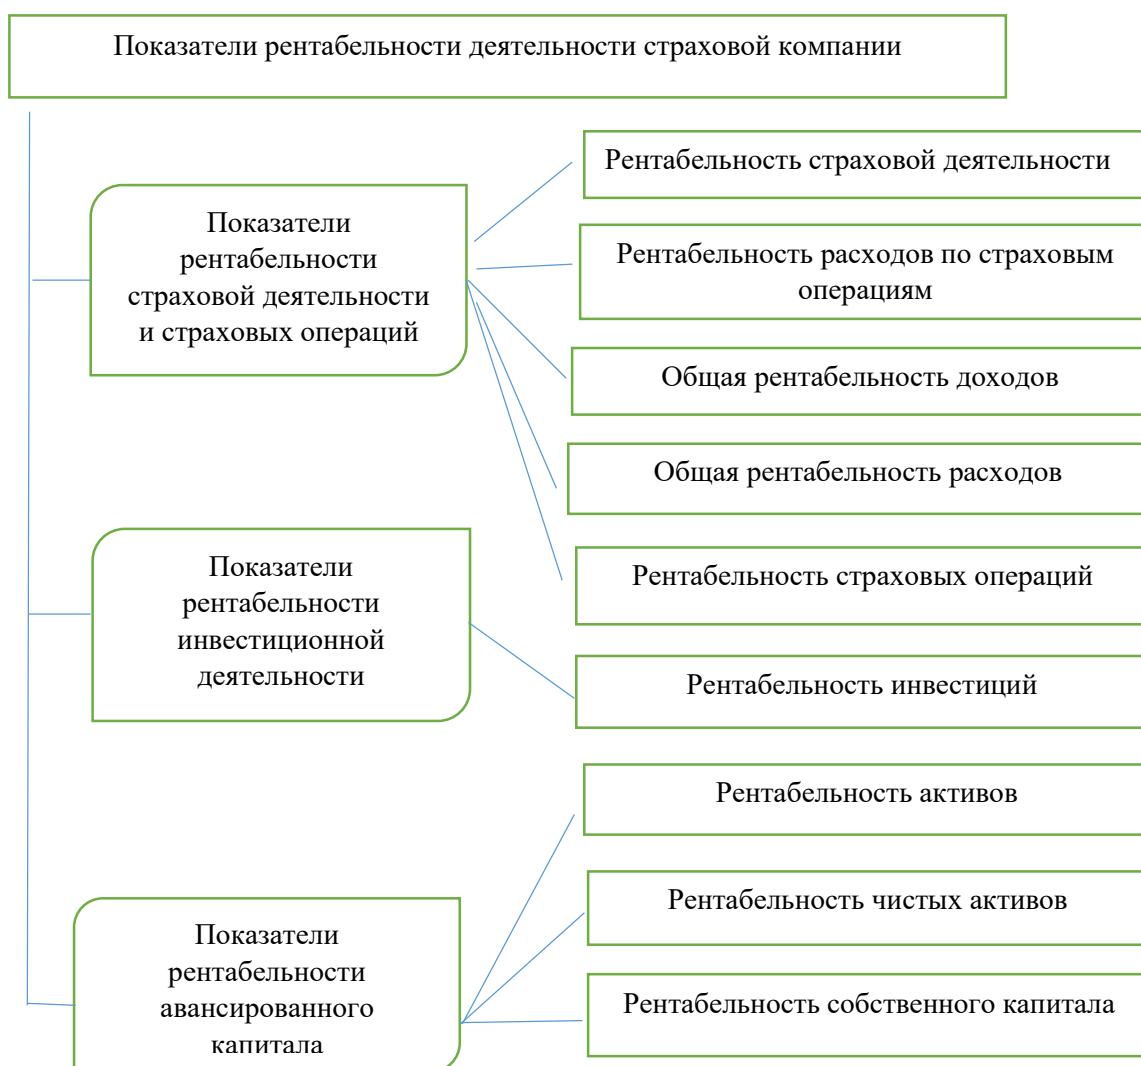 Показатели рентабельности деятельности страховой компании
Показатели
рентабельности
страховой деятельности
и страховых операций
Рентабельность страховой деятельности
Рентабельность расходов по страховым
операциям
Общая рентабельность доходов
Общая рентабельность расходов
Рентабельность страховых операций
Показатели
рентабельности
инвестиционной
деятельности
Рентабельность инвестиций
Показатели
рентабельности
авансированного
капитала
Рентабельность активов
Рентабельность чистых активов
Рентабельность собственного капитала